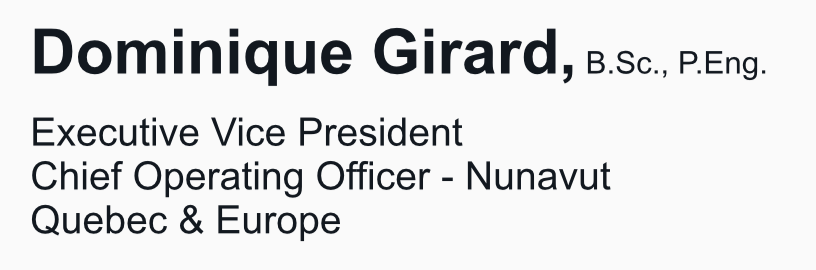 Dominique Girard, B.Sc., P.Eng.
Executive Vice President
Chief Operating Officer - Nunavut
Quebec & Europe